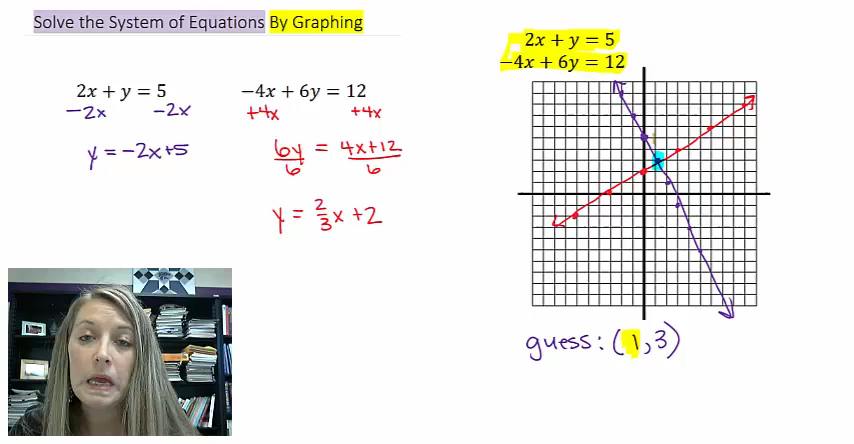 Solve the System of Equations By Graphing
2x + y = 5
−2x −2x
y = −2x+5
−4x + 6y = 12
+4x +4x
6y = 4x+12
6 6
y = 2/3 x + 2
2x + y = 5
−4x + 6y = 12
guess: (1, 3)